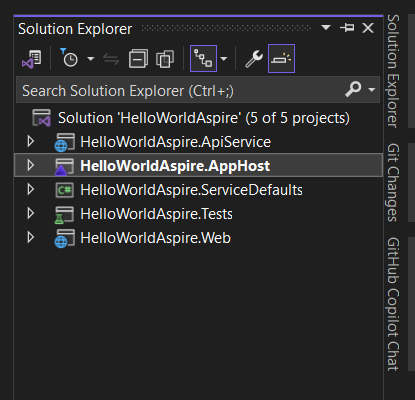 Solution Explorer
Search Solution Explorer (Ctrl+;)
Solution 'HelloWorldAspire' (5 of 5 projects)
HelloWorldAspire.ApiService
HelloWorldAspire.AppHost
C#
HelloWorldAspire.ServiceDefaults
HelloWorldAspire.Tests
HelloWorldAspire.Web
Solution Explorer
Git Changes
GitHub Copilot Chat